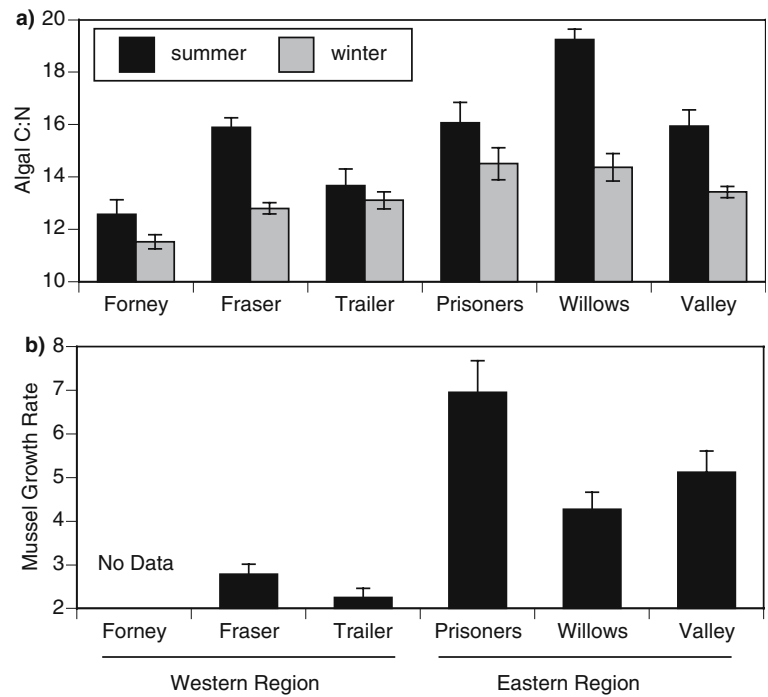 a)
20
18
16
14
12
10
Algal C:N
summer winter
Forney Fraser Trailer Prisoners Willows Valley
b)
8
7
6
5
4
3
2
Mussel Growth Rate
No Data
Forney Fraser Trailer Prisoners Willows Valley
Western Region Eastern Region